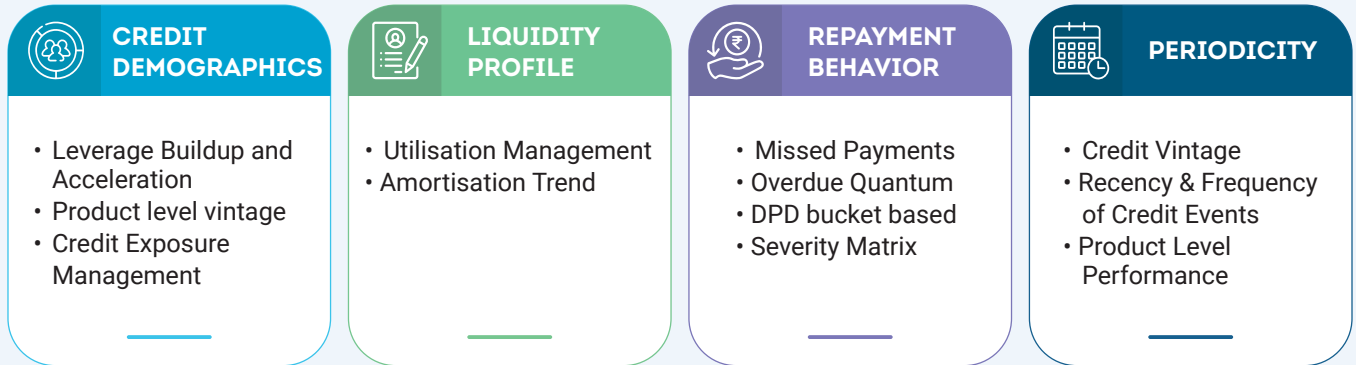 CREDIT
DEMOGRAPHICS
• Leverage Buildup and
Acceleration
• Product level vintage
• Credit Exposure
Management
LIQUIDITY
PROFILE
• Utilisation Management
• Amortisation Trend
REPAYMENT
BEHAVIOR
• Missed Payments
• Overdue Quantum
• DPD bucket based
• Severity Matrix
PERIODICITY
• Credit Vintage
• Recency & Frequency
of Credit Events
• Product Level
Performance